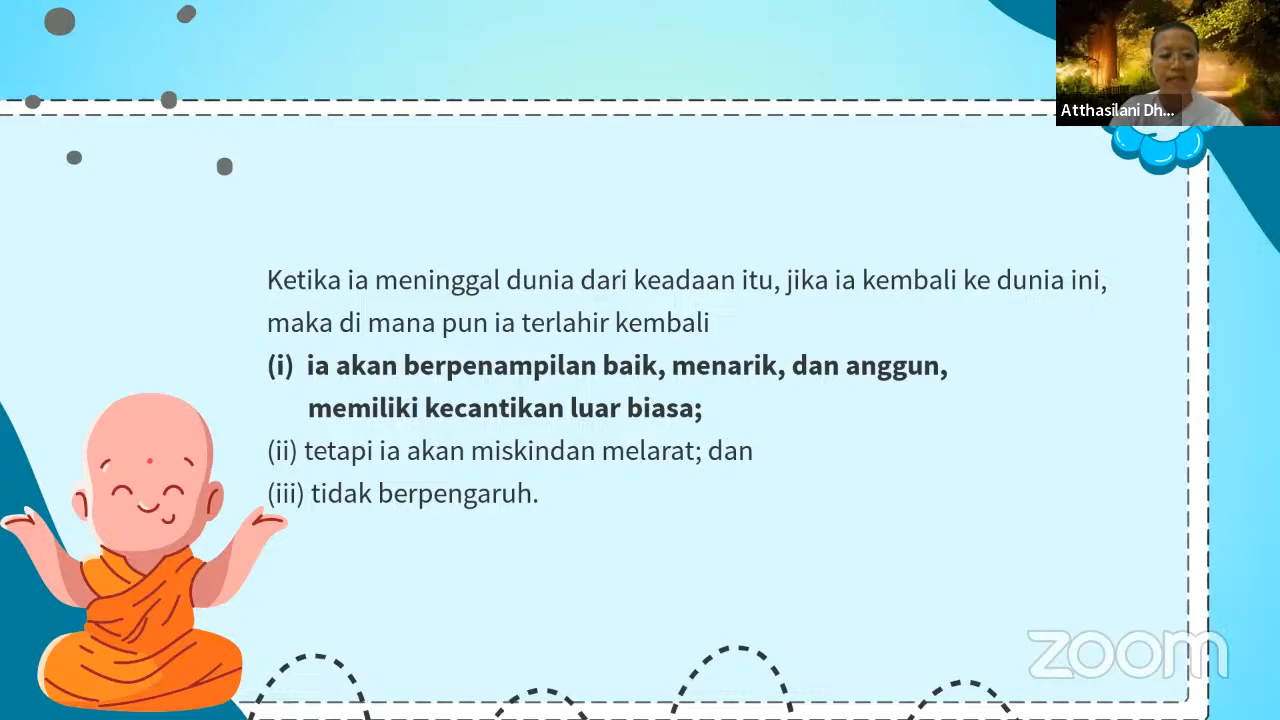 Atthasilani Dh...
Ketika ia meninggal dunia dari keadaan itu, jika ia kembali ke dunia ini,
maka di mana pun ia terlahir kembali
(i) ia akan berpenampilan baik, menarik, dan anggun,
memiliki kecantikan luar biasa;
(ii) tetapi ia akan miskindan melarat; dan
(iii) tidak berpengaruh.
zoom